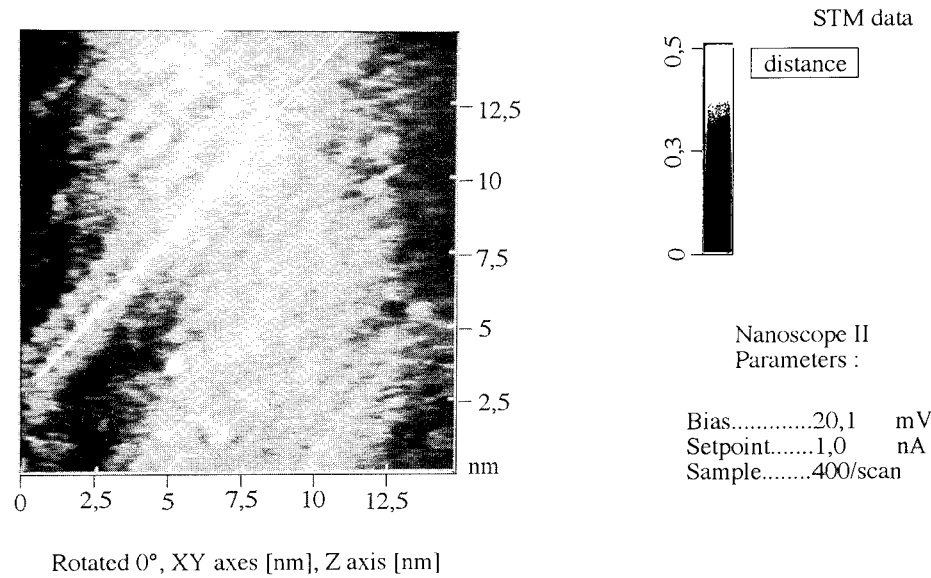 STM data
0,5
distance
0,3
0
12,5
10
7,5
5
2,5
nm
0 2,5 5 7,5 10 12,5
Nanoscope II
Parameters :
Bias.............20,1 mV
Setpoint.......1,0 nA
Sample........400/scan
Rotated 0°, XY axes [nm], Z axis [nm]